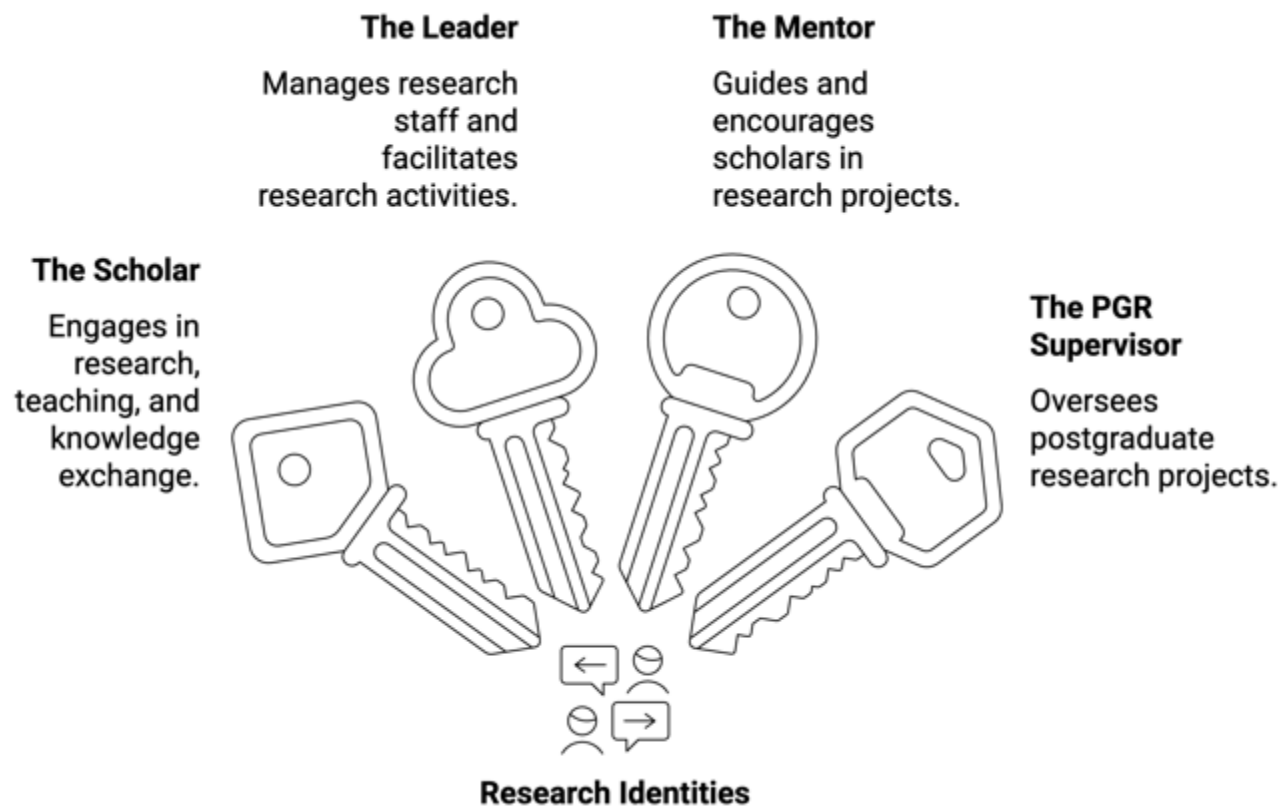 The Leader
Manages research
staff and
facilitates
research activities.
The Mentor
Guides and
encourages
scholars in
research projects.
The Scholar
Engages in
research,
teaching, and
knowledge
exchange.
The PGR
Supervisor
Oversees
postgraduate
research projects.
Research Identities